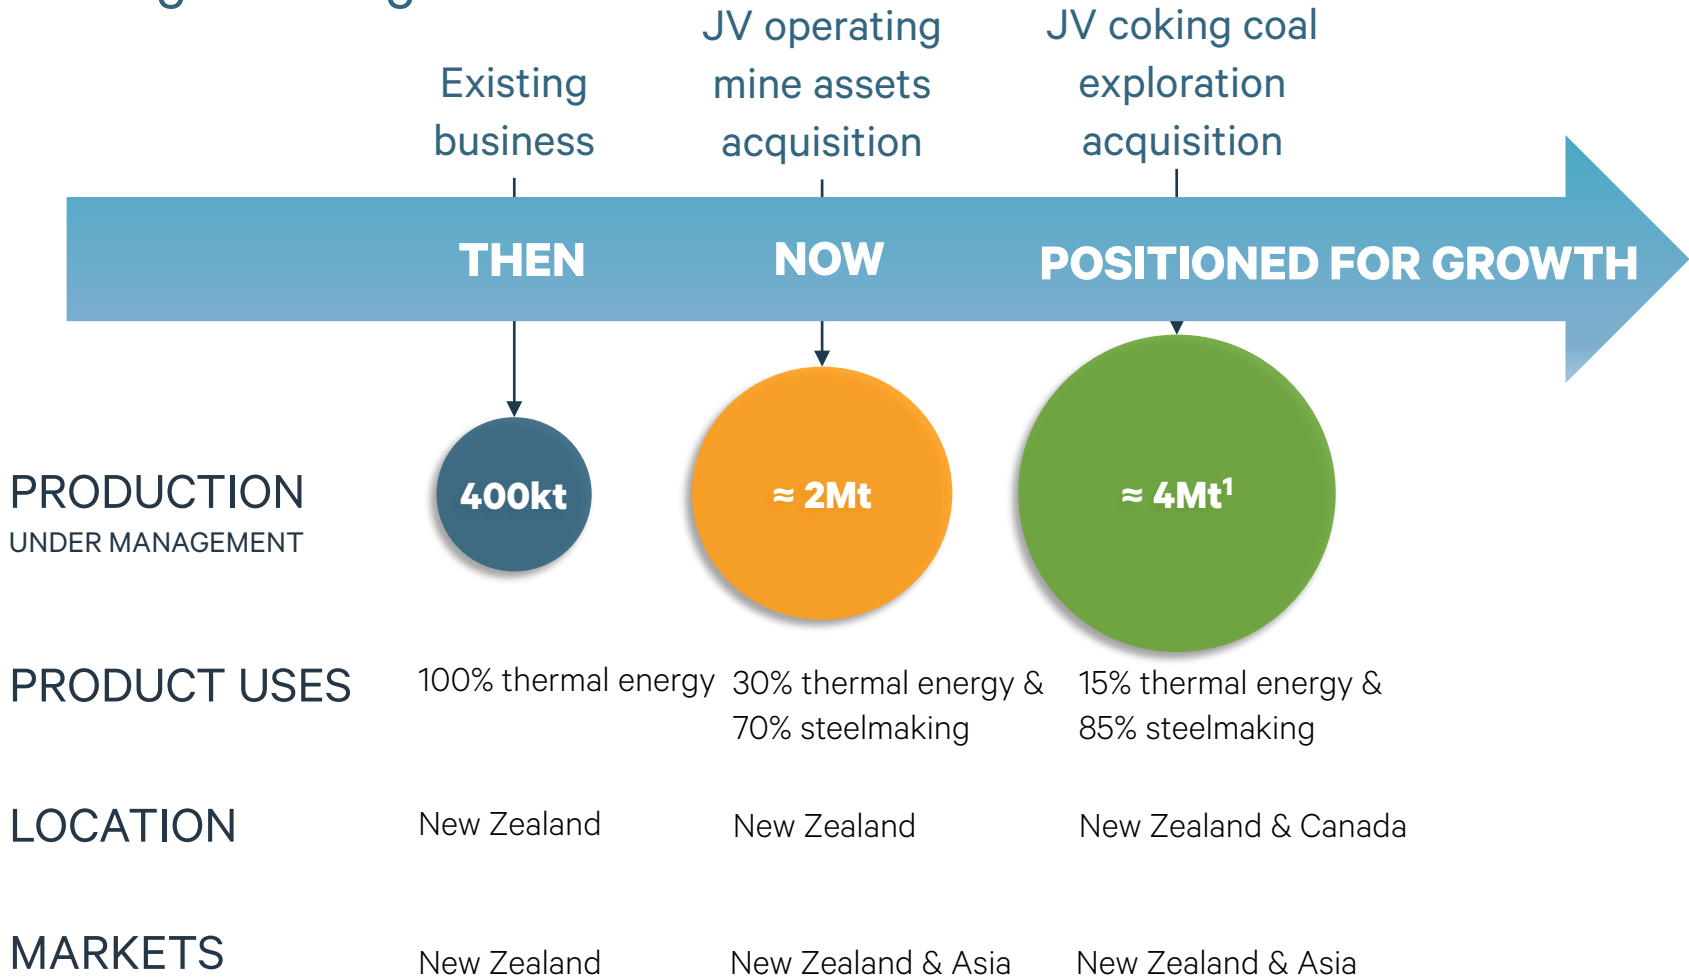 JV operating
mine assets
acquisition
JV coking coal
exploration
acquisition
Existing
business
THEN
NOW
POSITIONED FOR GROWTH
PRODUCTION
UNDER MANAGEMENT
400kt
≈ 2Mt
≈ 4Mt¹
PRODUCT USES
100% thermal energy
30% thermal energy &
70% steelmaking
15% thermal energy &
85% steelmaking
LOCATION
New Zealand
New Zealand
New Zealand & Canada
MARKETS
New Zealand
New Zealand & Asia
New Zealand & Asia